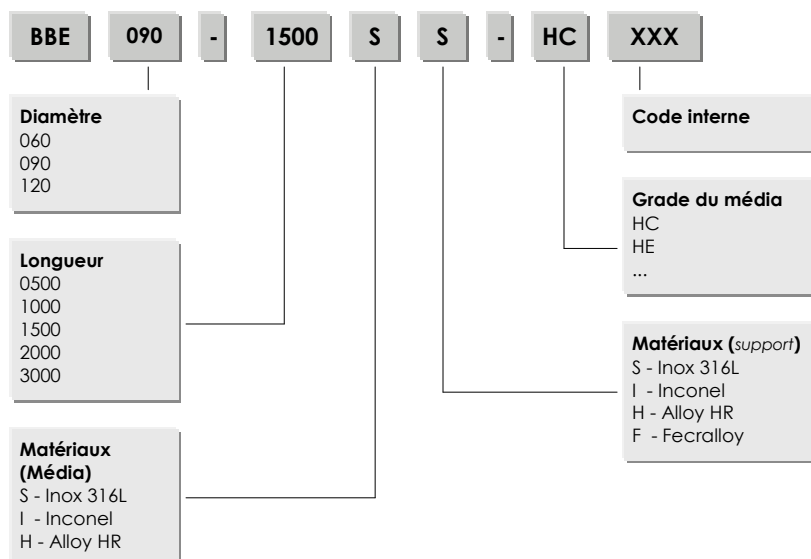 BBE 090 - 1500 S S - HC XXX
Diamètre
060
090
120
Longueur
0500
1000
1500
2000
3000
Matériaux
(Média)
S - Inox 316L
I - Inconel
H - Alloy HR
Code interne
Grade du média
HC
HE
...
Matériaux (support)
S - Inox 316L
I - Inconel
H - Alloy HR
F - Fecralloy